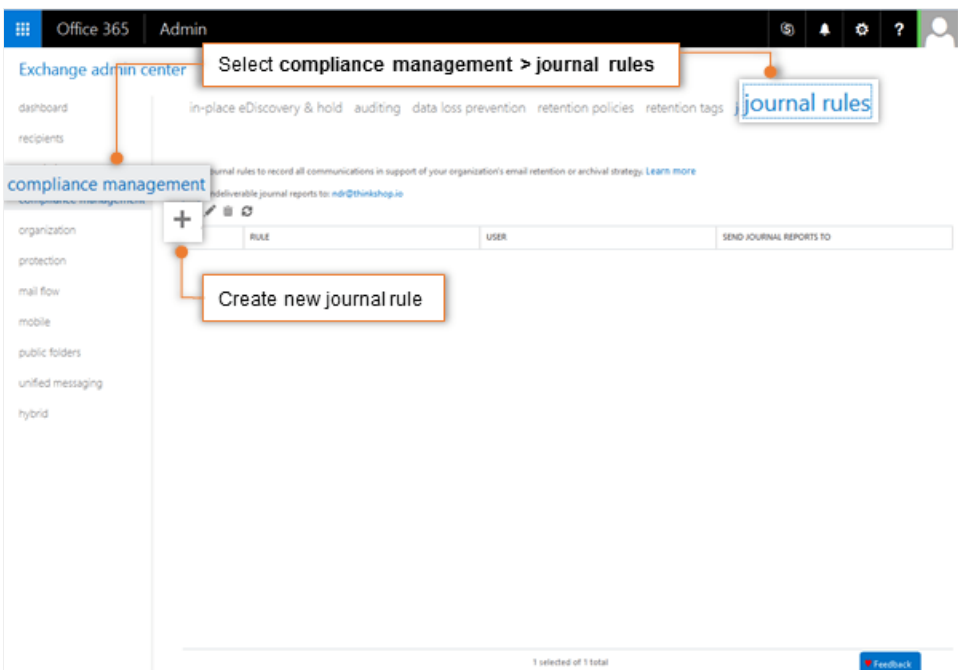 Office 365
Admin
Exchange admin center
Select compliance management > journal rules
dashboard
in-place eDiscovery & hold
auditing
data loss prevention
retention policies
retention tags
journal rules
recipients
journal rules to record all communications in support of your organization's email retention or archival strategy. Learn more
compliance management
undeliverable journal reports to: ndr@thinkshop.io
compliance management
organization
RULE
USER
SEND JOURNAL REPORTS TO
protection
mail flow
Create new journal rule
mobile
public folders
unified messaging
hybrid
1 selected of 1 total
Feedback